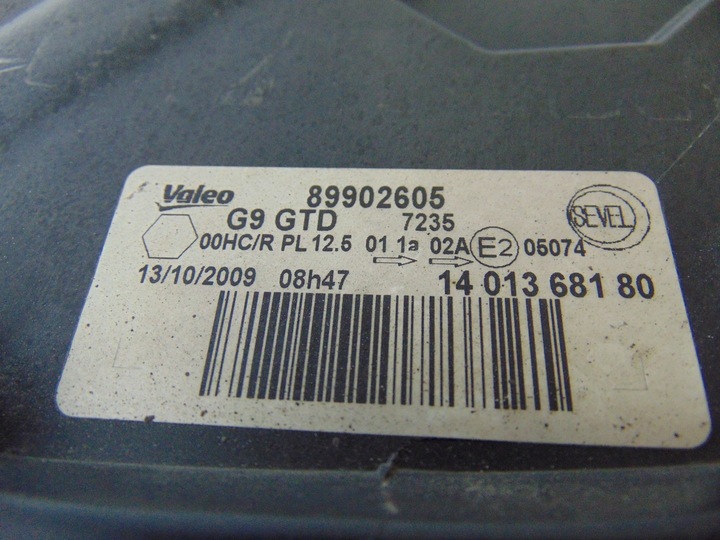 Valeo 89902605 SEVEL
G9 GTD 7235
00HC/R PL 12.5 01 1a 02A E2 05074
13/10/2009 08h47 14 013 681 80